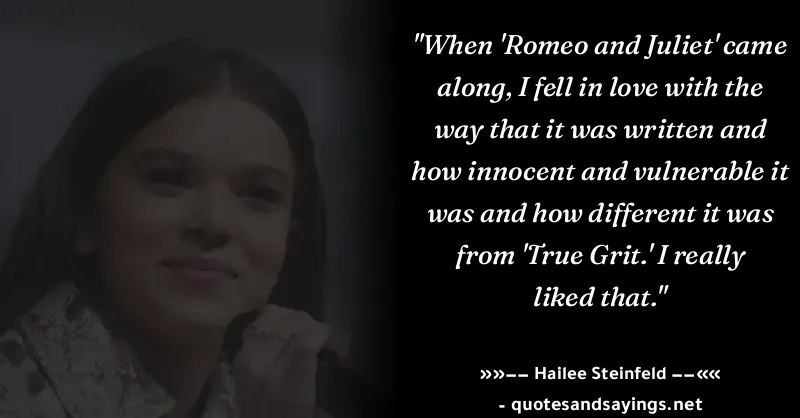 "When 'Romeo and Juliet' came
along, I fell in love with the
way that it was written and
how innocent and vulnerable it
was and how different it was
from 'True Grit.' I really
liked that."
»»−− Hailee Steinfeld −−««
- quotesandsayings.net